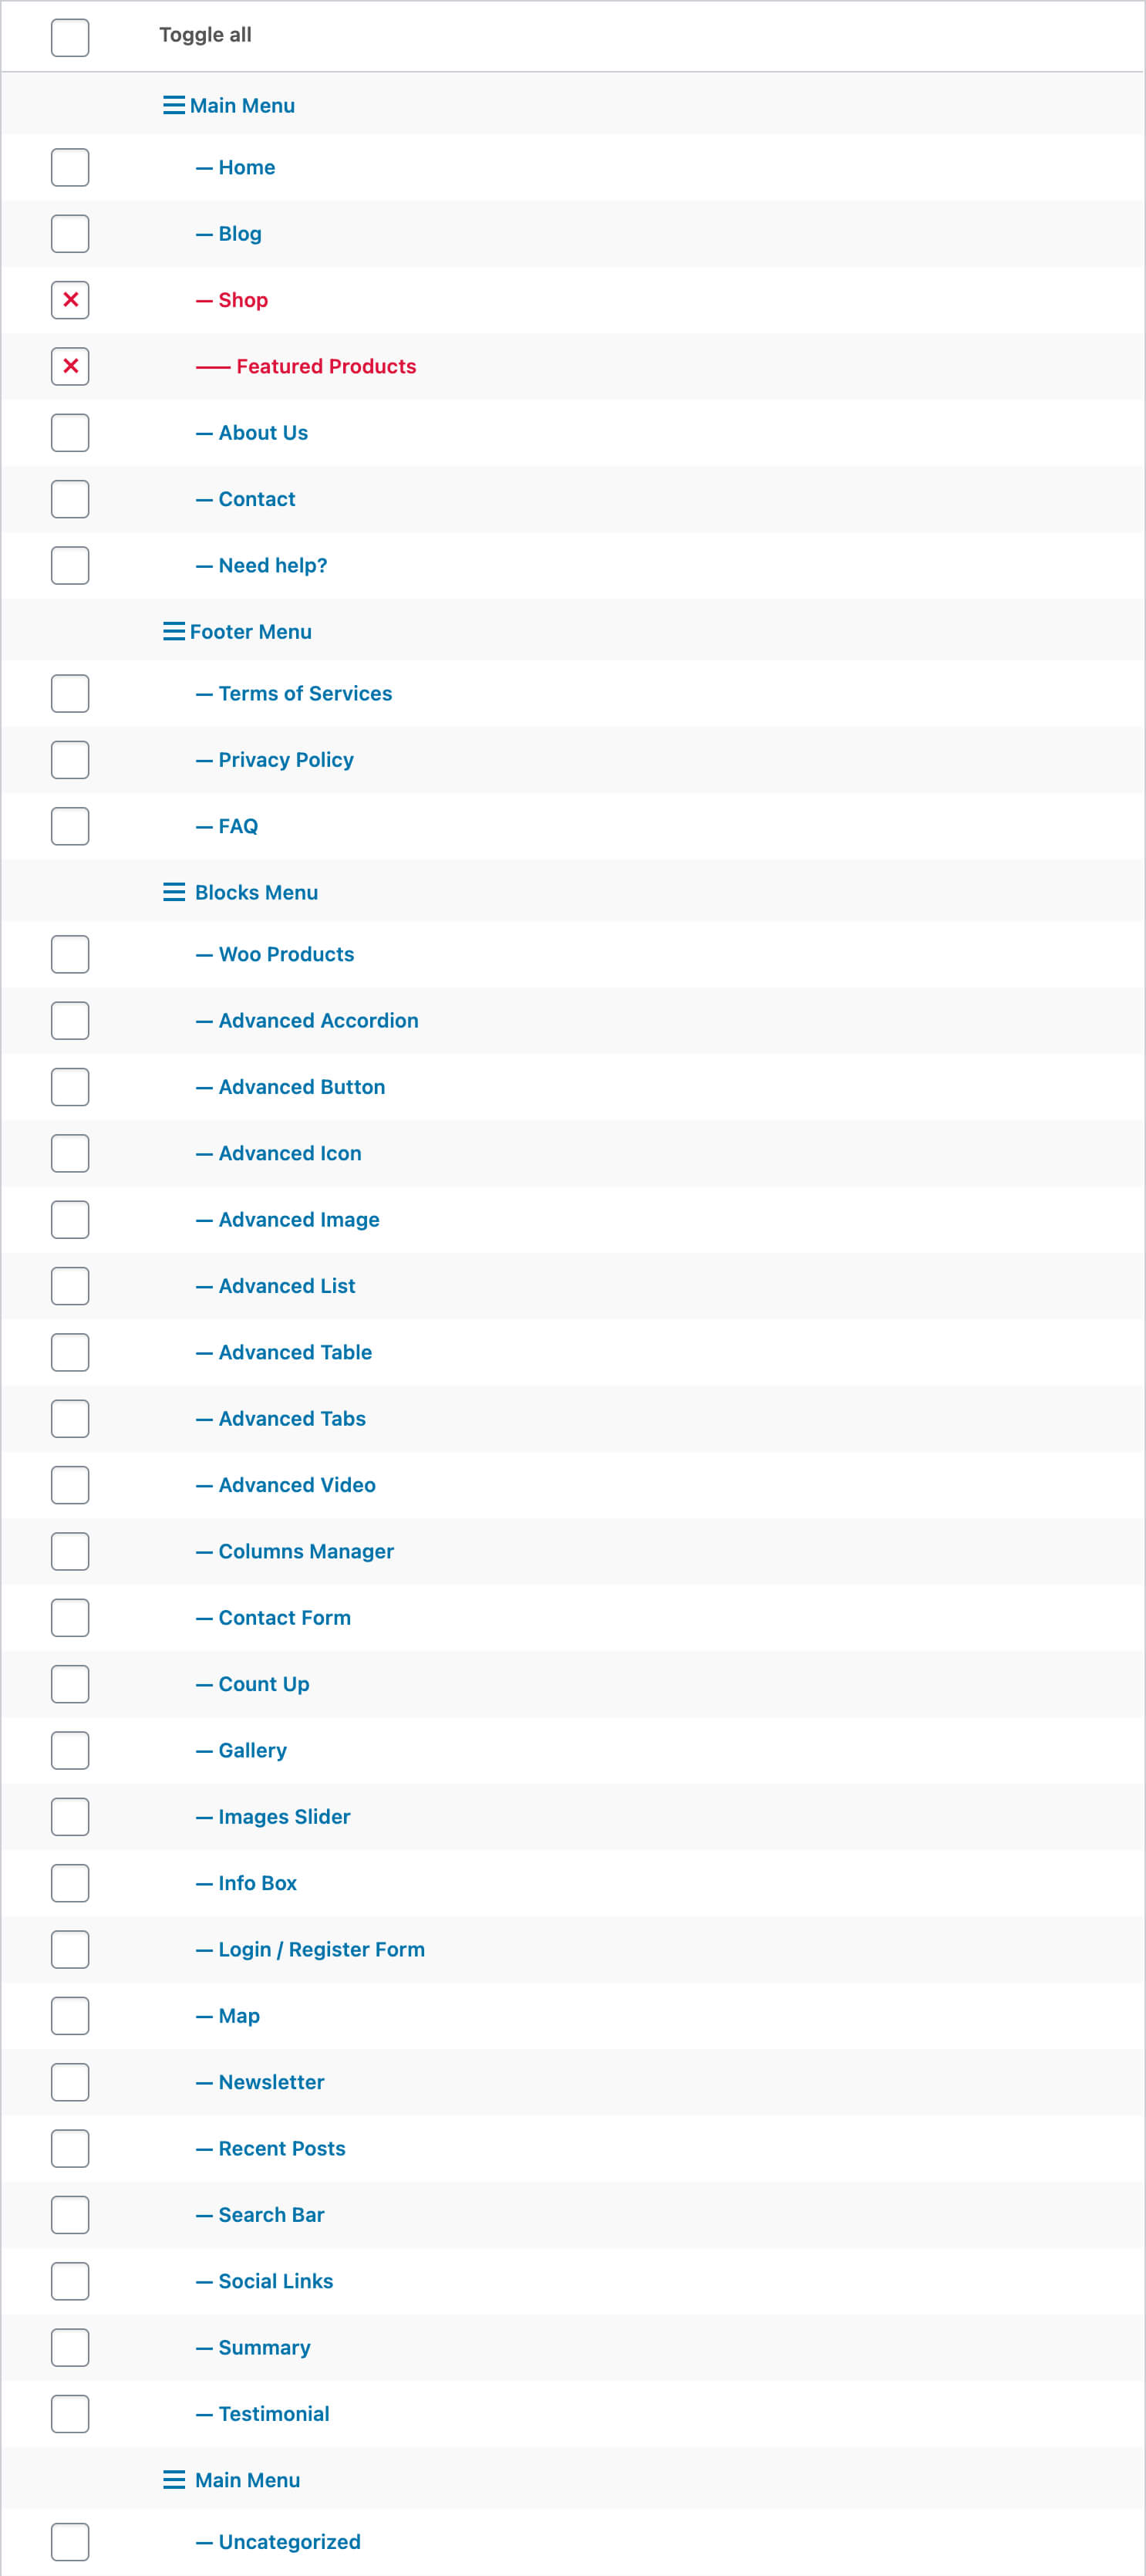 Toggle all
Main Menu
— Home
— Blog
— Shop
—— Featured Products
— About Us
— Contact
— Need help?
Footer Menu
— Terms of Services
— Privacy Policy
— FAQ
Blocks Menu
— Woo Products
— Advanced Accordion
— Advanced Button
— Advanced Icon
— Advanced Image
— Advanced List
— Advanced Table
— Advanced Tabs
— Advanced Video
— Columns Manager
— Contact Form
— Count Up
— Gallery
— Images Slider
— Info Box
— Login / Register Form
— Map
— Newsletter
— Recent Posts
— Search Bar
— Social Links
— Summary
— Testimonial
Main Menu
— Uncategorized